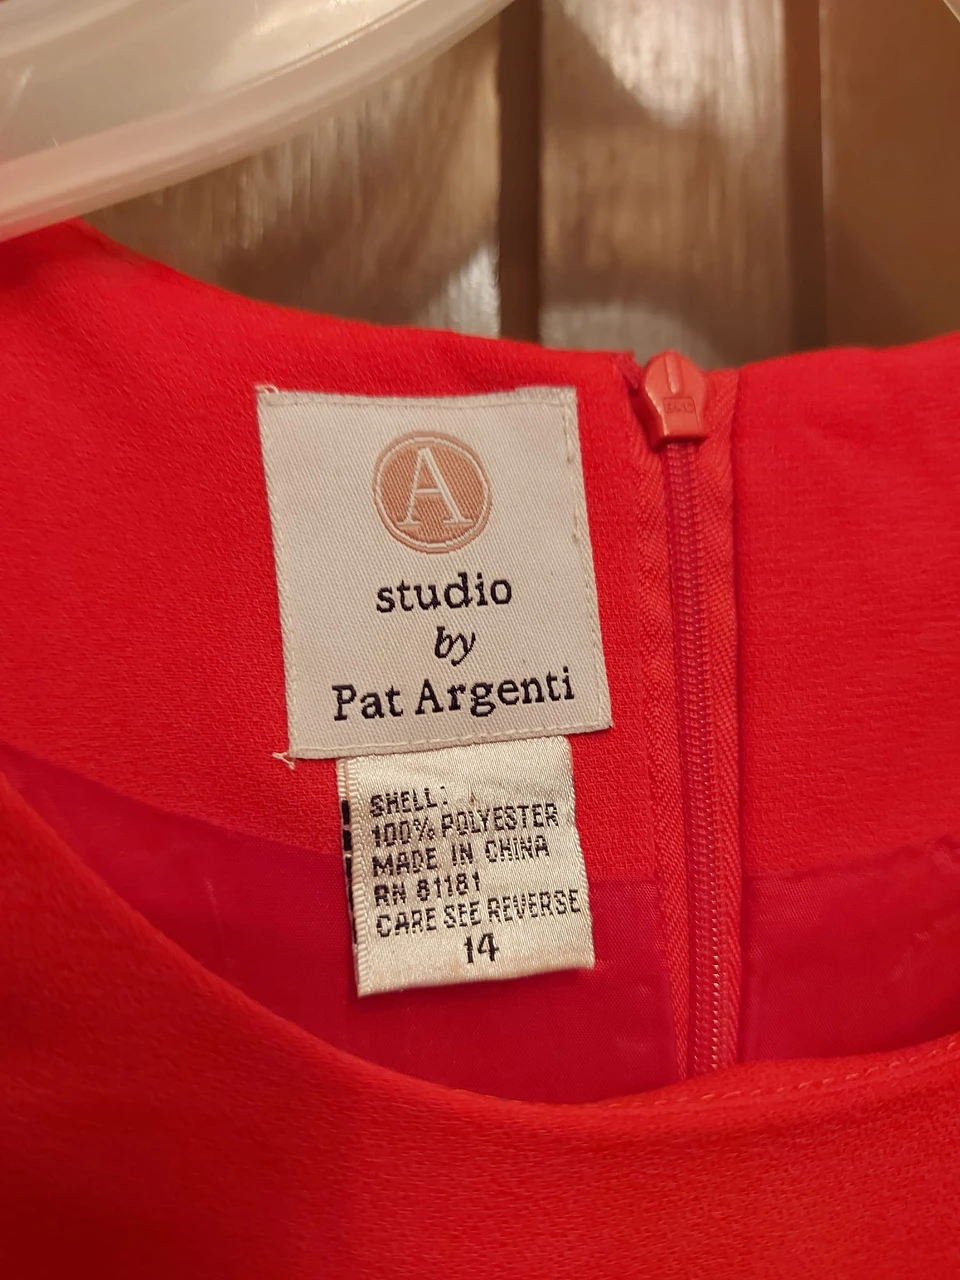 A
studio
by
Pat Argenti
SHELL:
100% POLYESTER
MADE IN CHINA
RN 81181
CARE SEE REVERSE
14